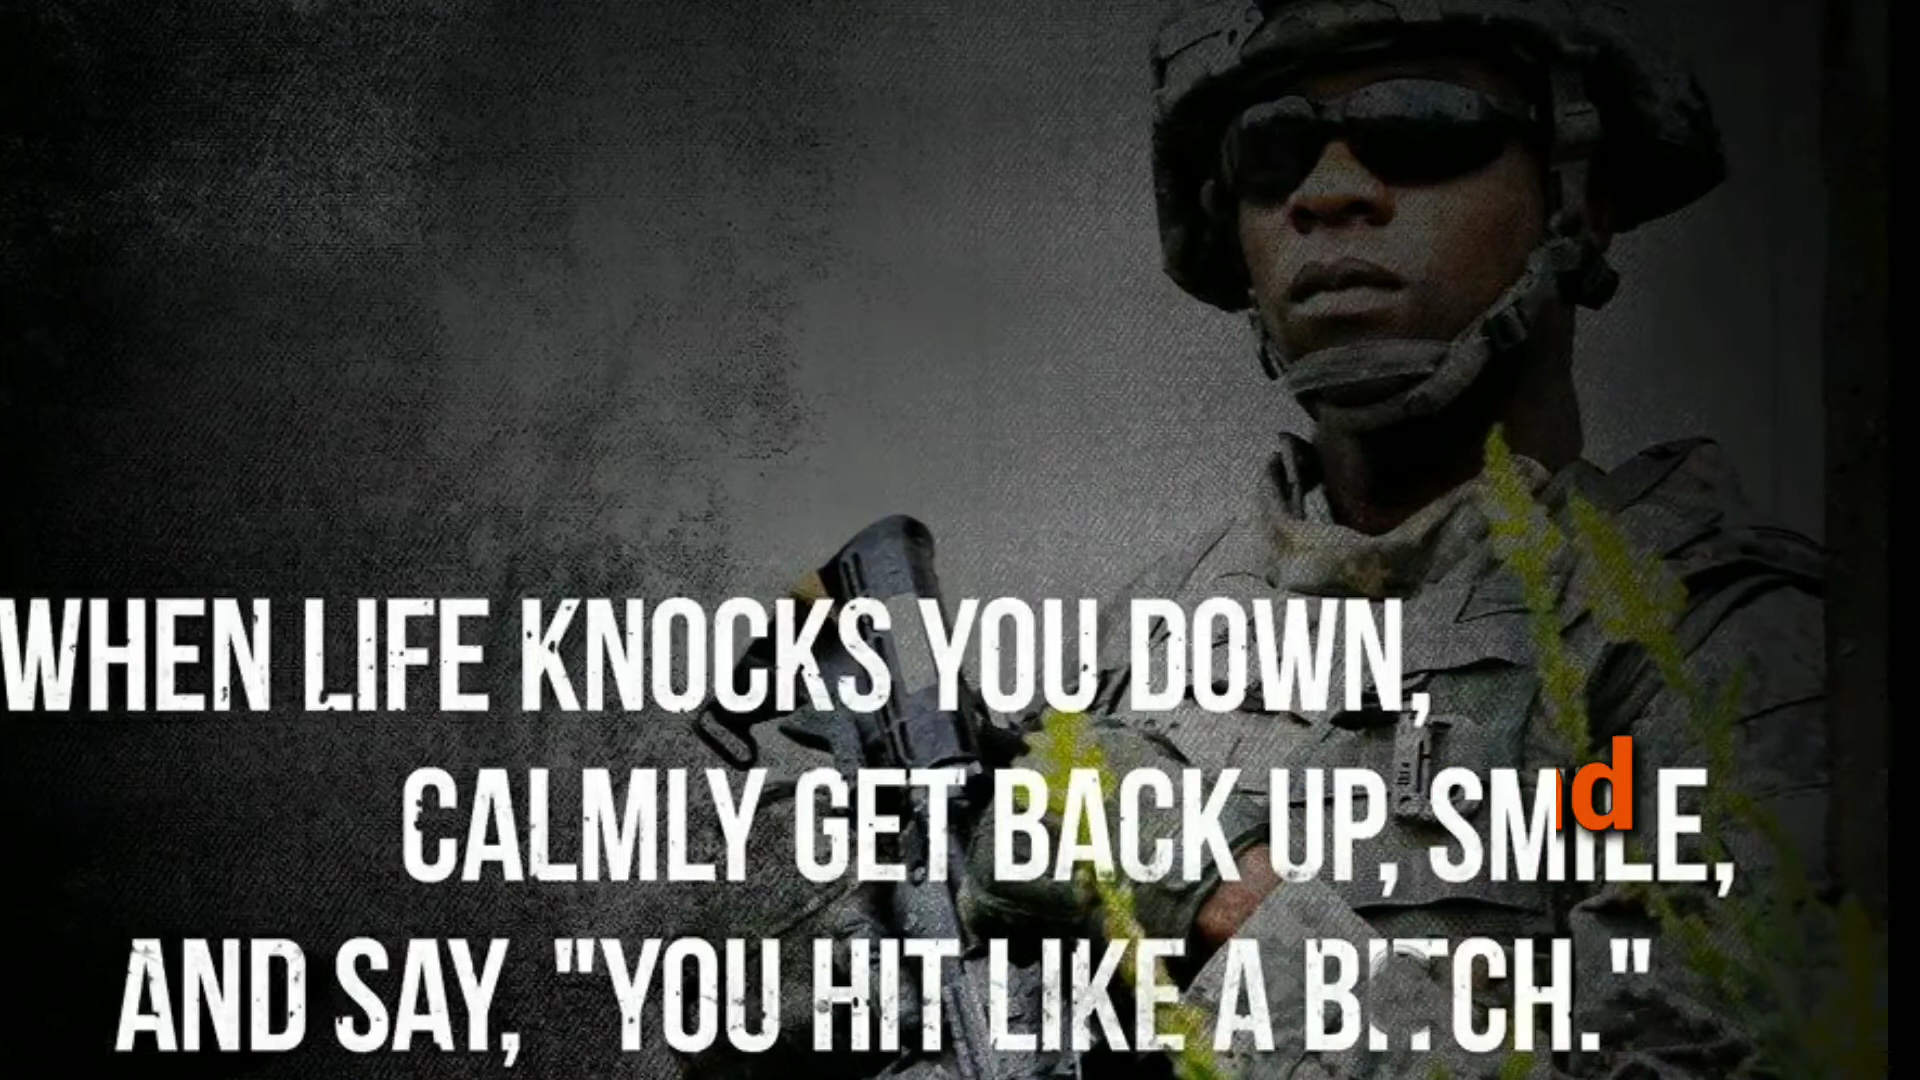 WHEN LIFE KNOCKS YOU DOWN,
CALMLY GET BACK UP, SMILE,
d
AND SAY, "YOU HIT LIKE A BITCH."